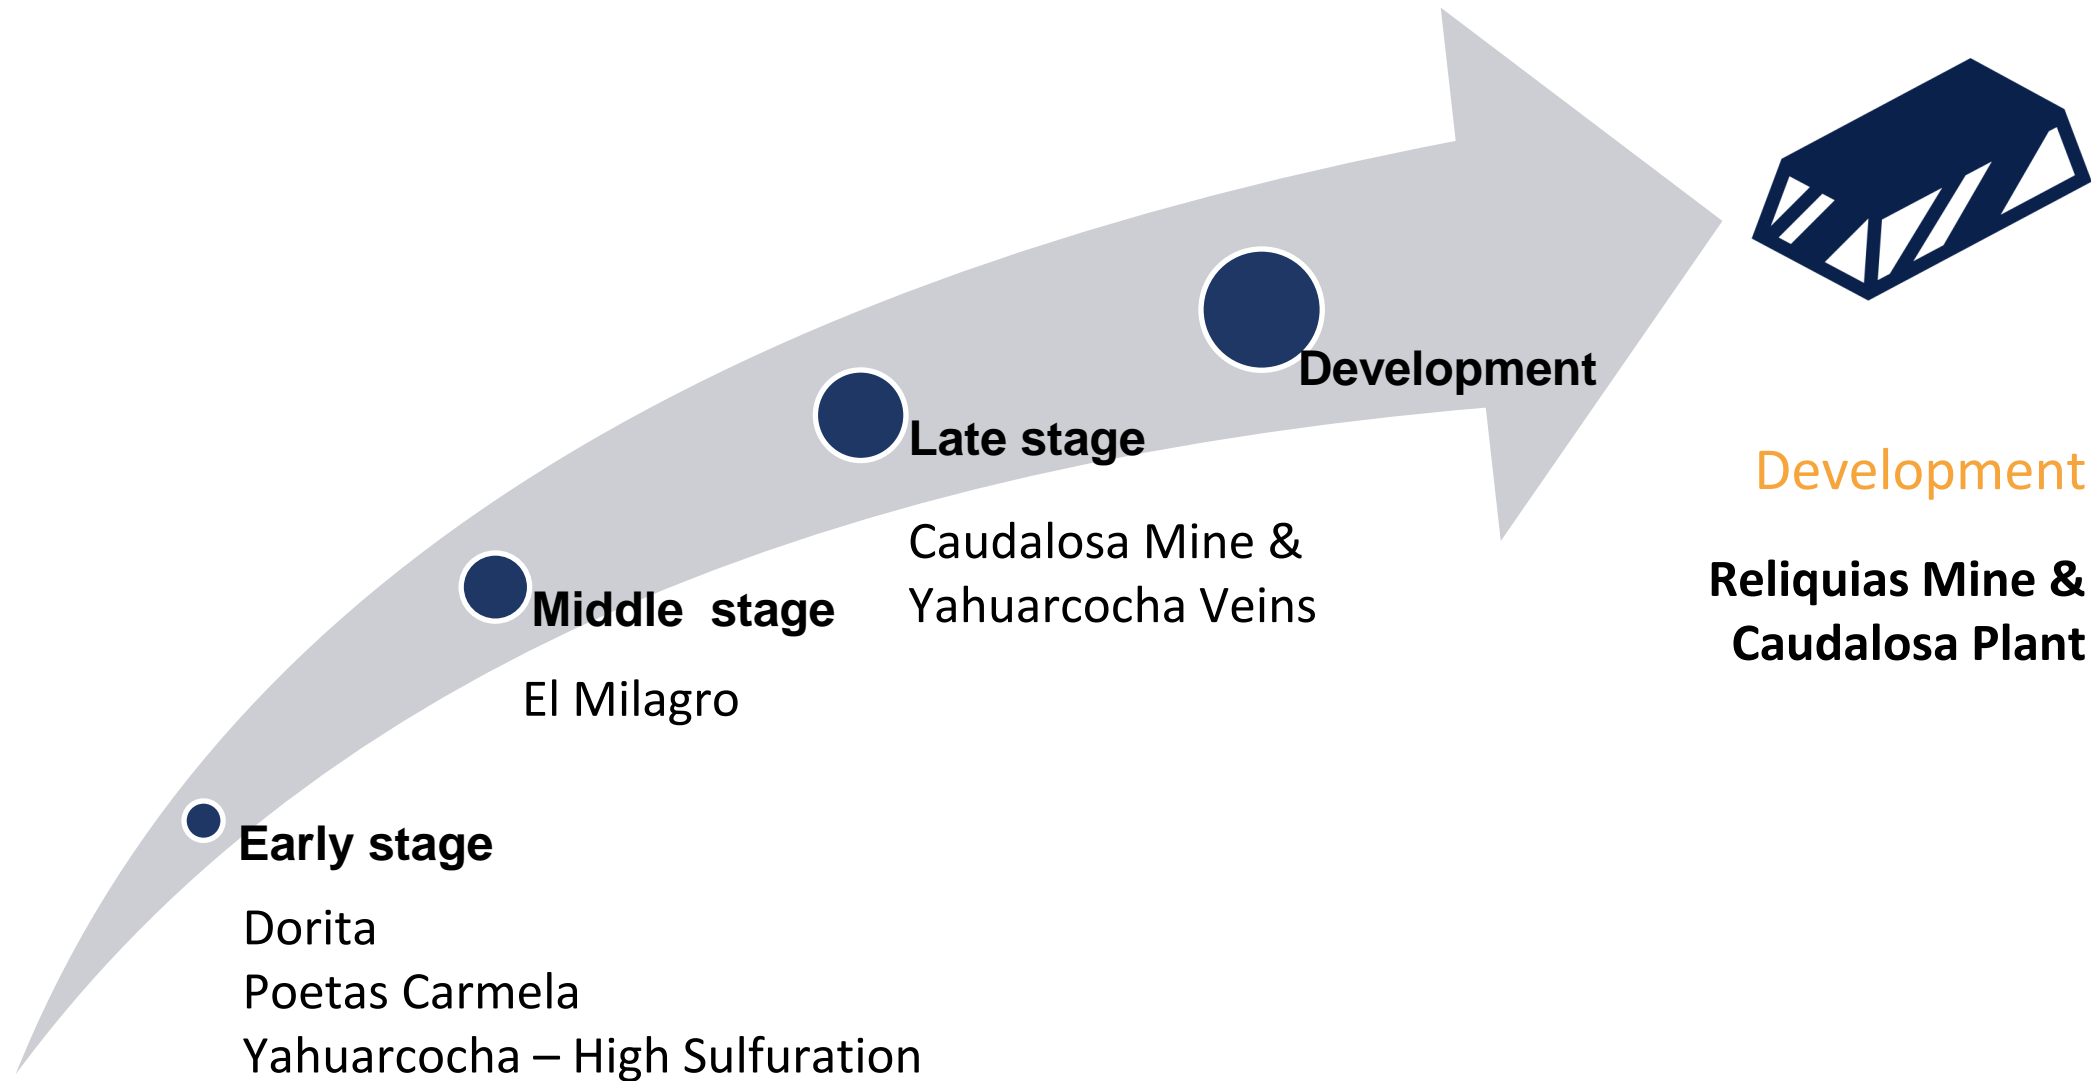 Development
Late stage
Caudalosa Mine &
Yahuarcocha Veins
Development
Reliquias Mine &
Caudalosa Plant
Middle  stage
El Milagro
Early stage
Dorita
Poetas Carmela
Yahuarcocha – High Sulfuration